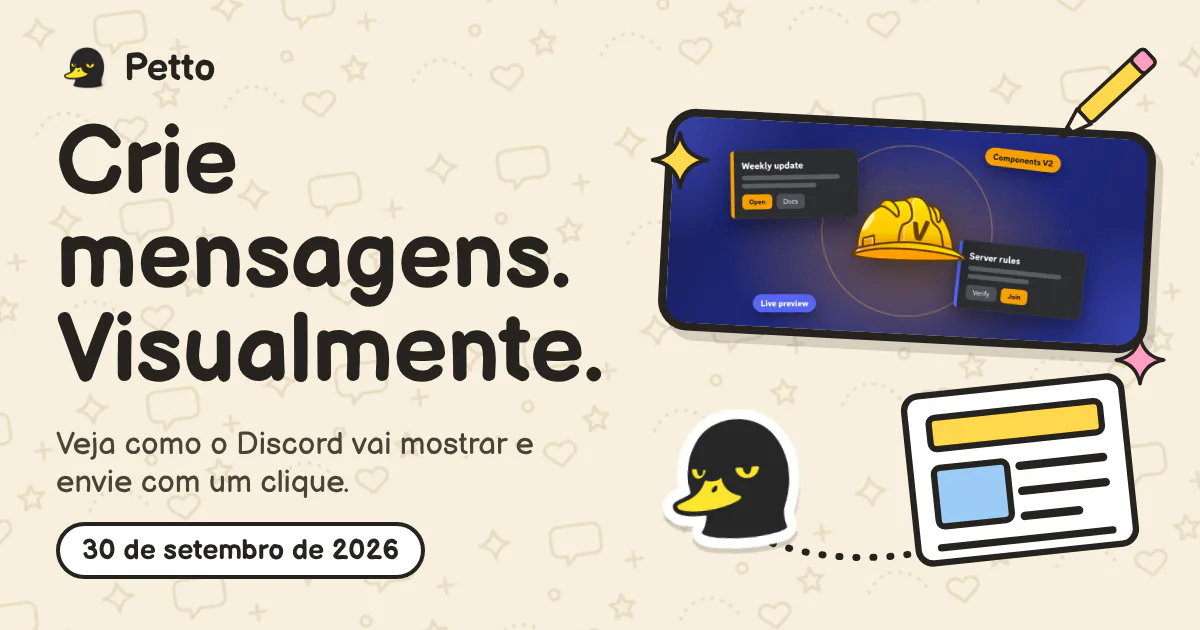 Petto
Crie
mensagens.
Visualmente.
Veja como o Discord vai mostrar e
envie com um clique.
30 de setembro de 2026
Components V2
Weekly update
Open
Docs
V
Server rules
Verify
Join
Live preview